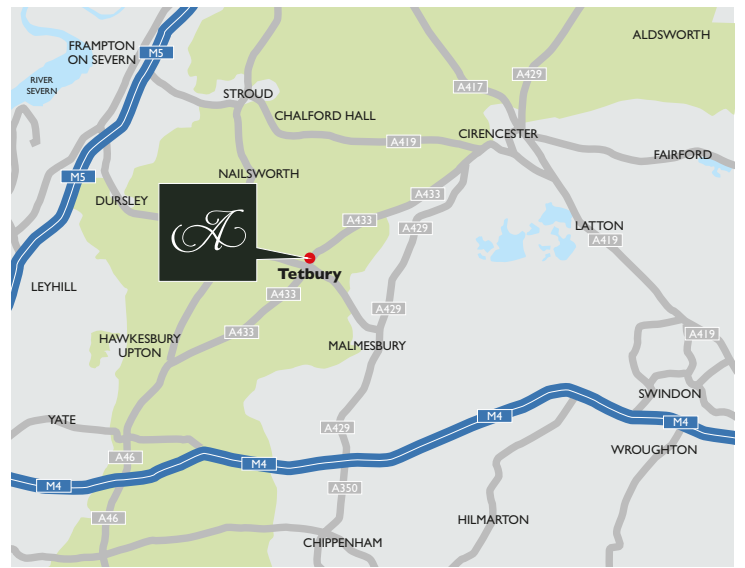 ALDSWORTH
FRAMPTON
ON SEVERN
M5
RIVER
SEVERN
A429
A417
STROUD
CHALFORD HALL
CIRENCESTER
A419
FAIRFORD
M5
NAILSWORTH
A433
DURSLEY
A
A433
A429
LATTON
A419
Tetbury
LEYHILL
A433
A429
A433
A419
HAWKESBURY
UPTON
MALMESBURY
SWINDON
YATE
M4
M4
A429
WROUGHTON
A46
M4
M4
A350
A46
HILMARTON
CHIPPENHAM